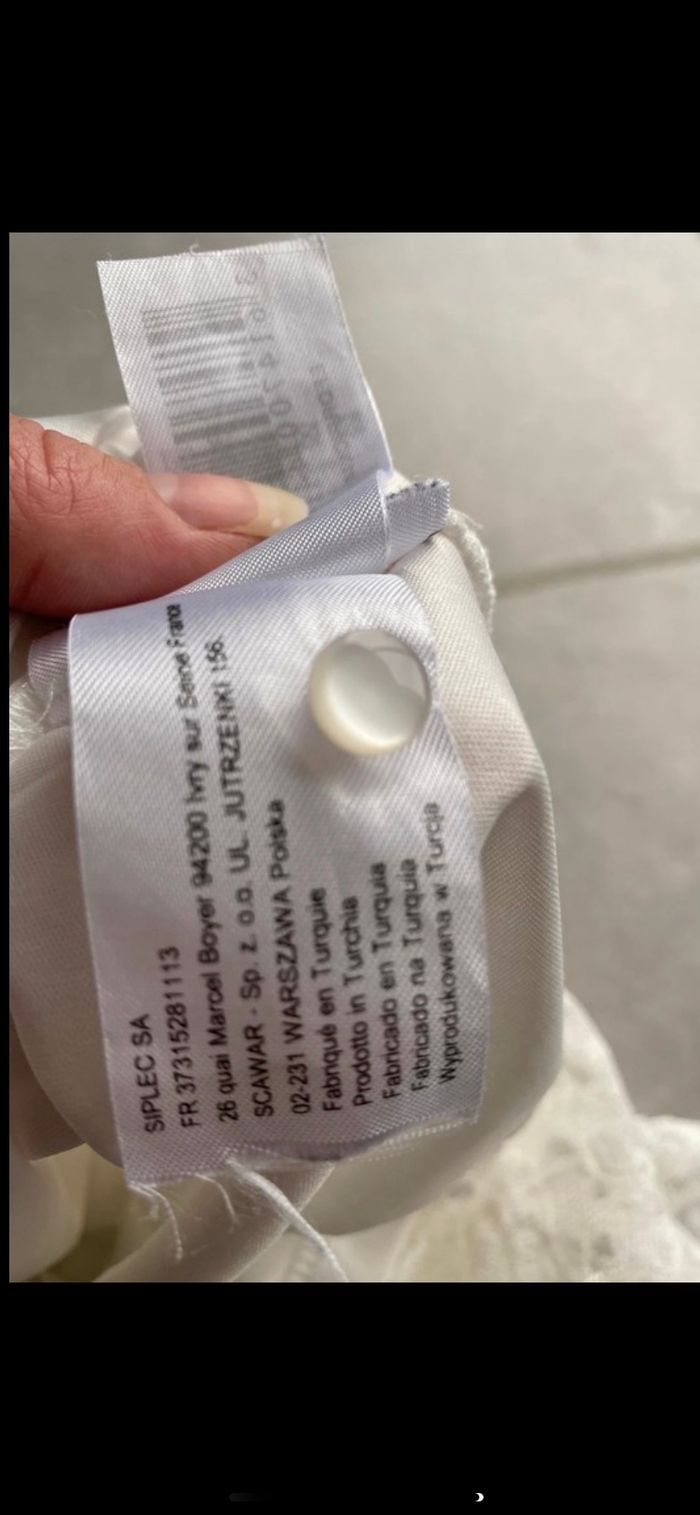 SIPLEC SA
FR 37315281113
26 quai Marcel Boyer 94200 Ivry sur Seine France
SCAWAR - Sp. z. o.o. UL. JUTRZENKI 156.
02-231 WARSZAWA Polska
Fabriqué en Turquie
Prodotto in Turchia
Fabricado en Turquia
Fabricado na Turquia
Wyprodukowana w Turcja